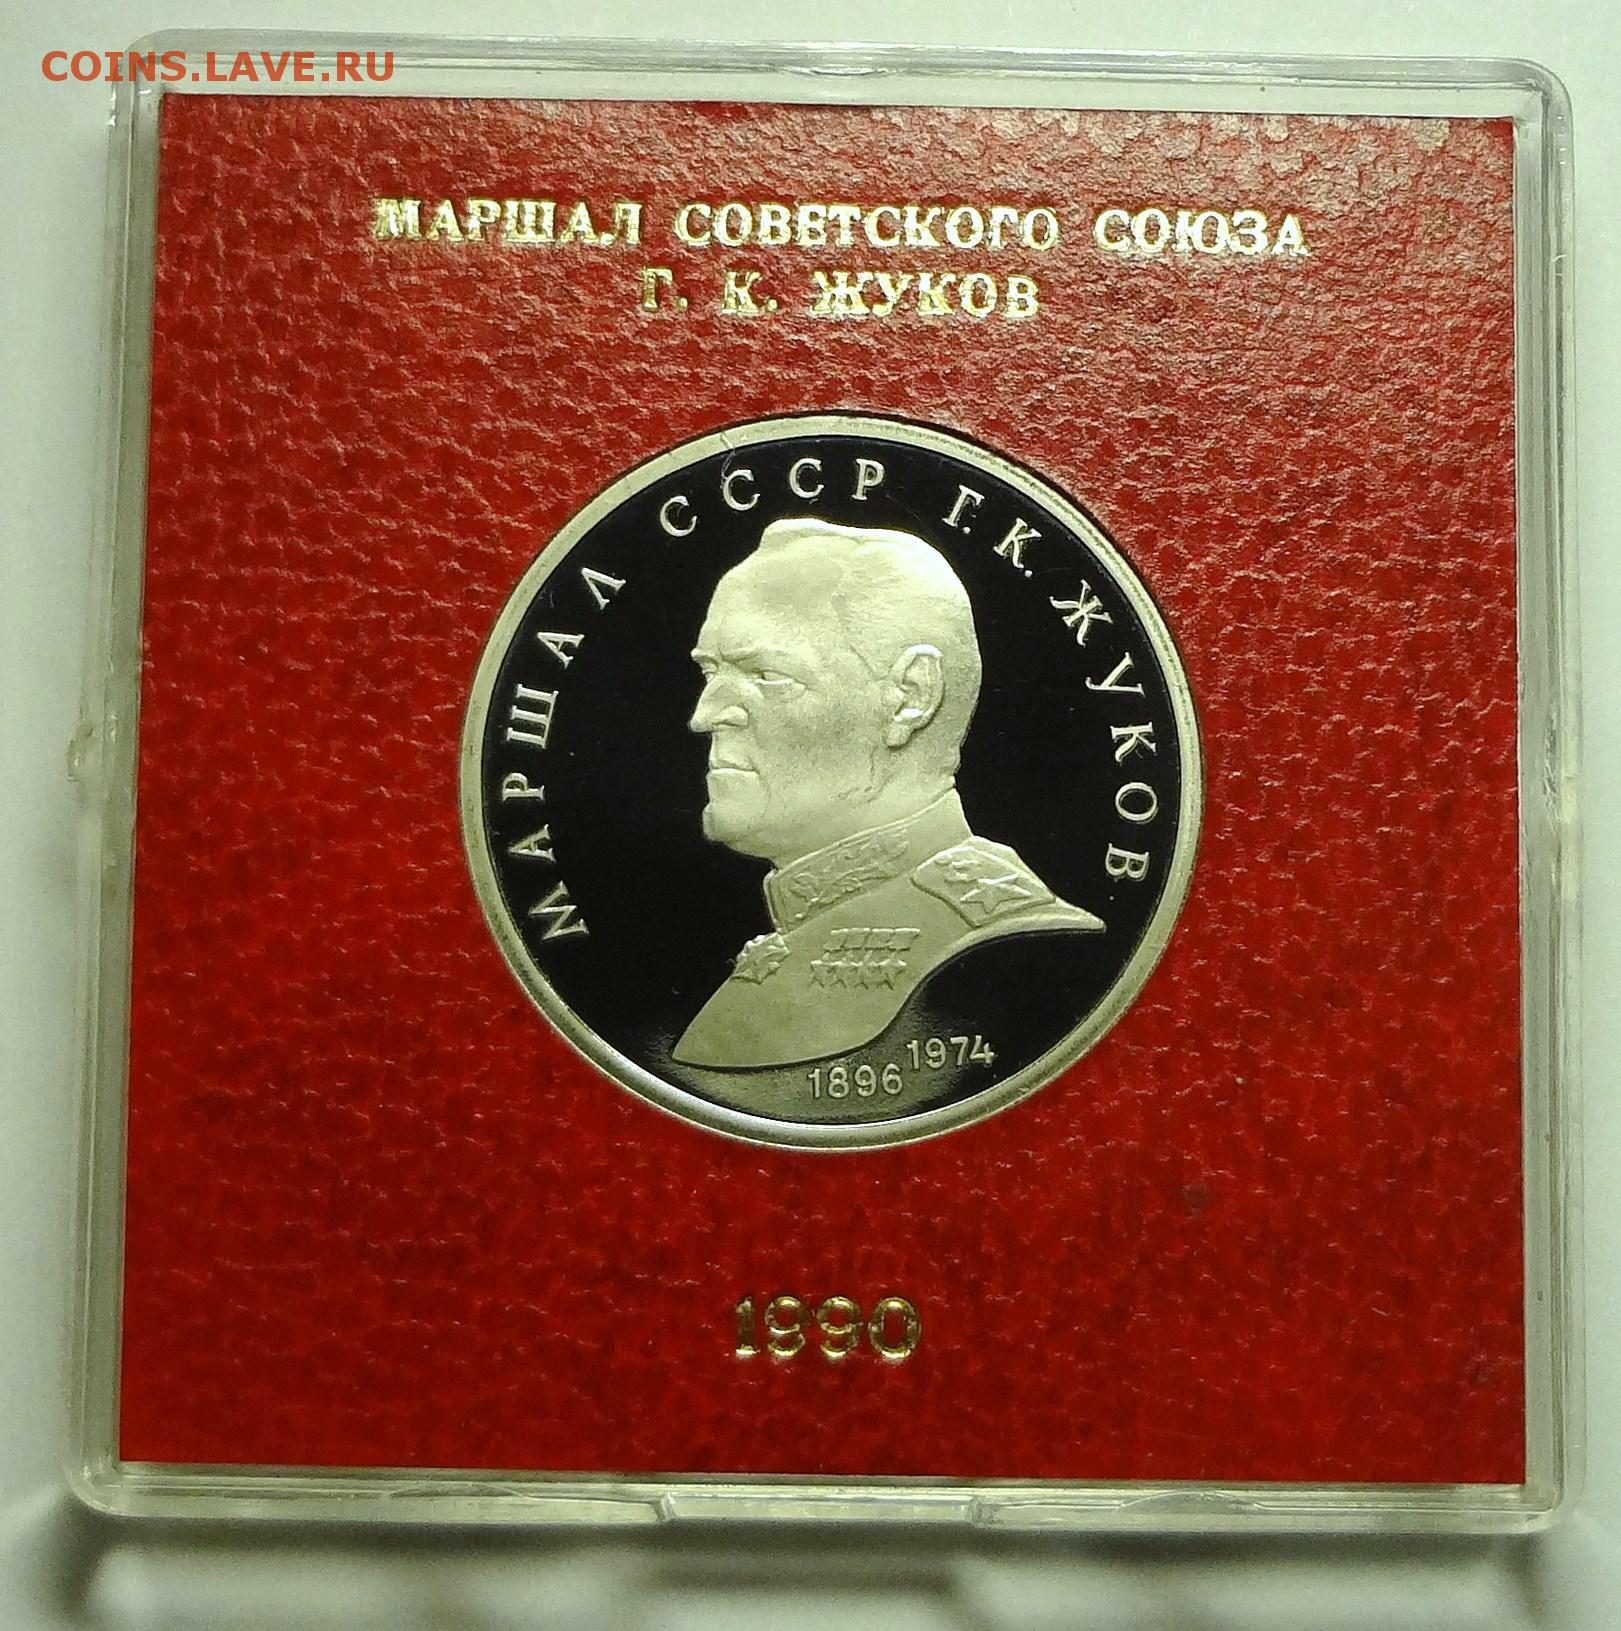 COINS.LAVE.RU
МАРШАЛ СОВЕТСКОГО СОЮЗА
Г. К. ЖУКОВ
МАРШАЛ СССР Г.К. ЖУКОВ
1896 1974
1990